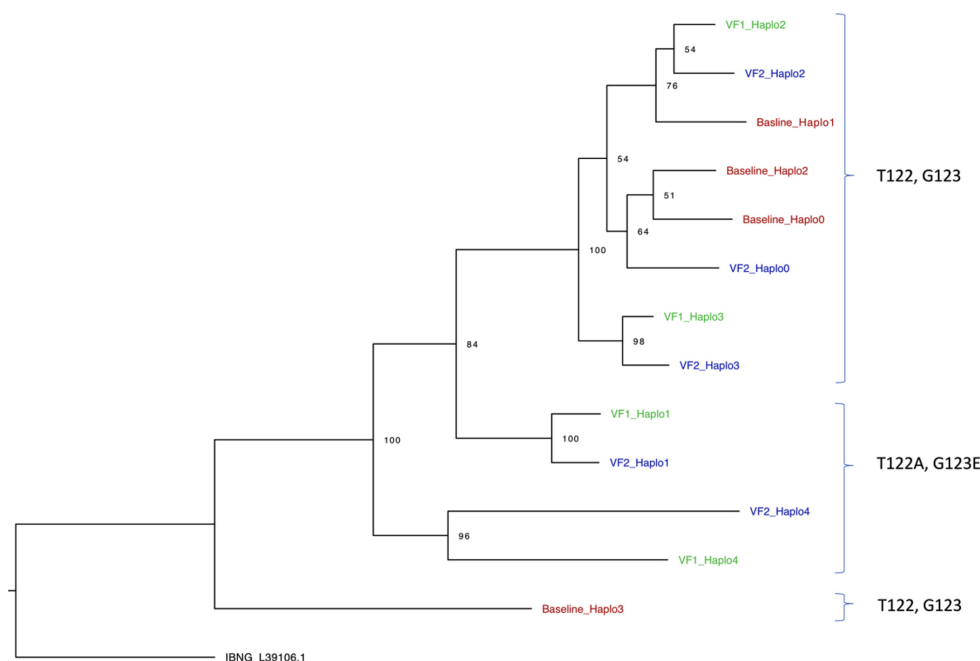 VF1_Haplo2
54
VF2_Haplo2
76
Basline_Haplo1
54
Baseline_Haplo2
T122, G123
51
Baseline_Haplo0
64
100
VF2_Haplo0
VF1_Haplo3
98
84
VF2_Haplo3
VF1_Haplo1
100
100
VF2_Haplo1
T122A, G123E
VF2_Haplo4
96
VF1_Haplo4
Baseline_Haplo3
T122, G123
IBNG_L39106.1